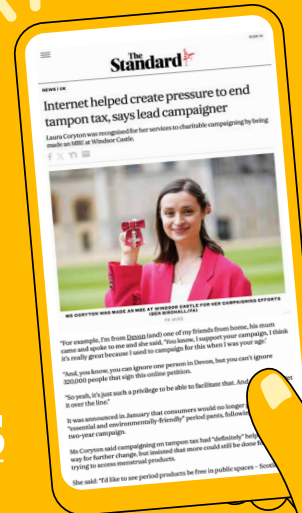 SIGN IN
The
Standard
NEWS | UK
Internet helped create pressure to end
tampon tax, says lead campaigner
Laura Coryton was recognised for her services to charitable campaigning by being
made an MBE at Windsor Castle.
MS CORYTON WAS MADE AN MBE AT WINDSOR CASTLE FOR HER CAMPAIGNING EFFORTS
(BEN BIRCHALL/PA)
PA WIRE
"For example, I'm from Devon (and) one of my friends from home, his mum
came and spoke to me and she said, 'You know, I support your campaign, I think
it's really great because I used to campaign for this when I was your age.'
"And, you know, you can ignore one person in Devon, but you can't ignore
320,000 people that sign this online petition.
"So yeah, it's just such a privilege to be able to facilitate that. And
it over the line."
It was announced in January that consumers would no longer
"essential and environmentally-friendly" period pants, following
two-year campaign.
Ms Coryton said campaigning on tampon tax had "definitely"
way for further change, but insisted that more could still be done
trying to access menstrual products.
She said: "I'd like to see period products be free in public spaces –